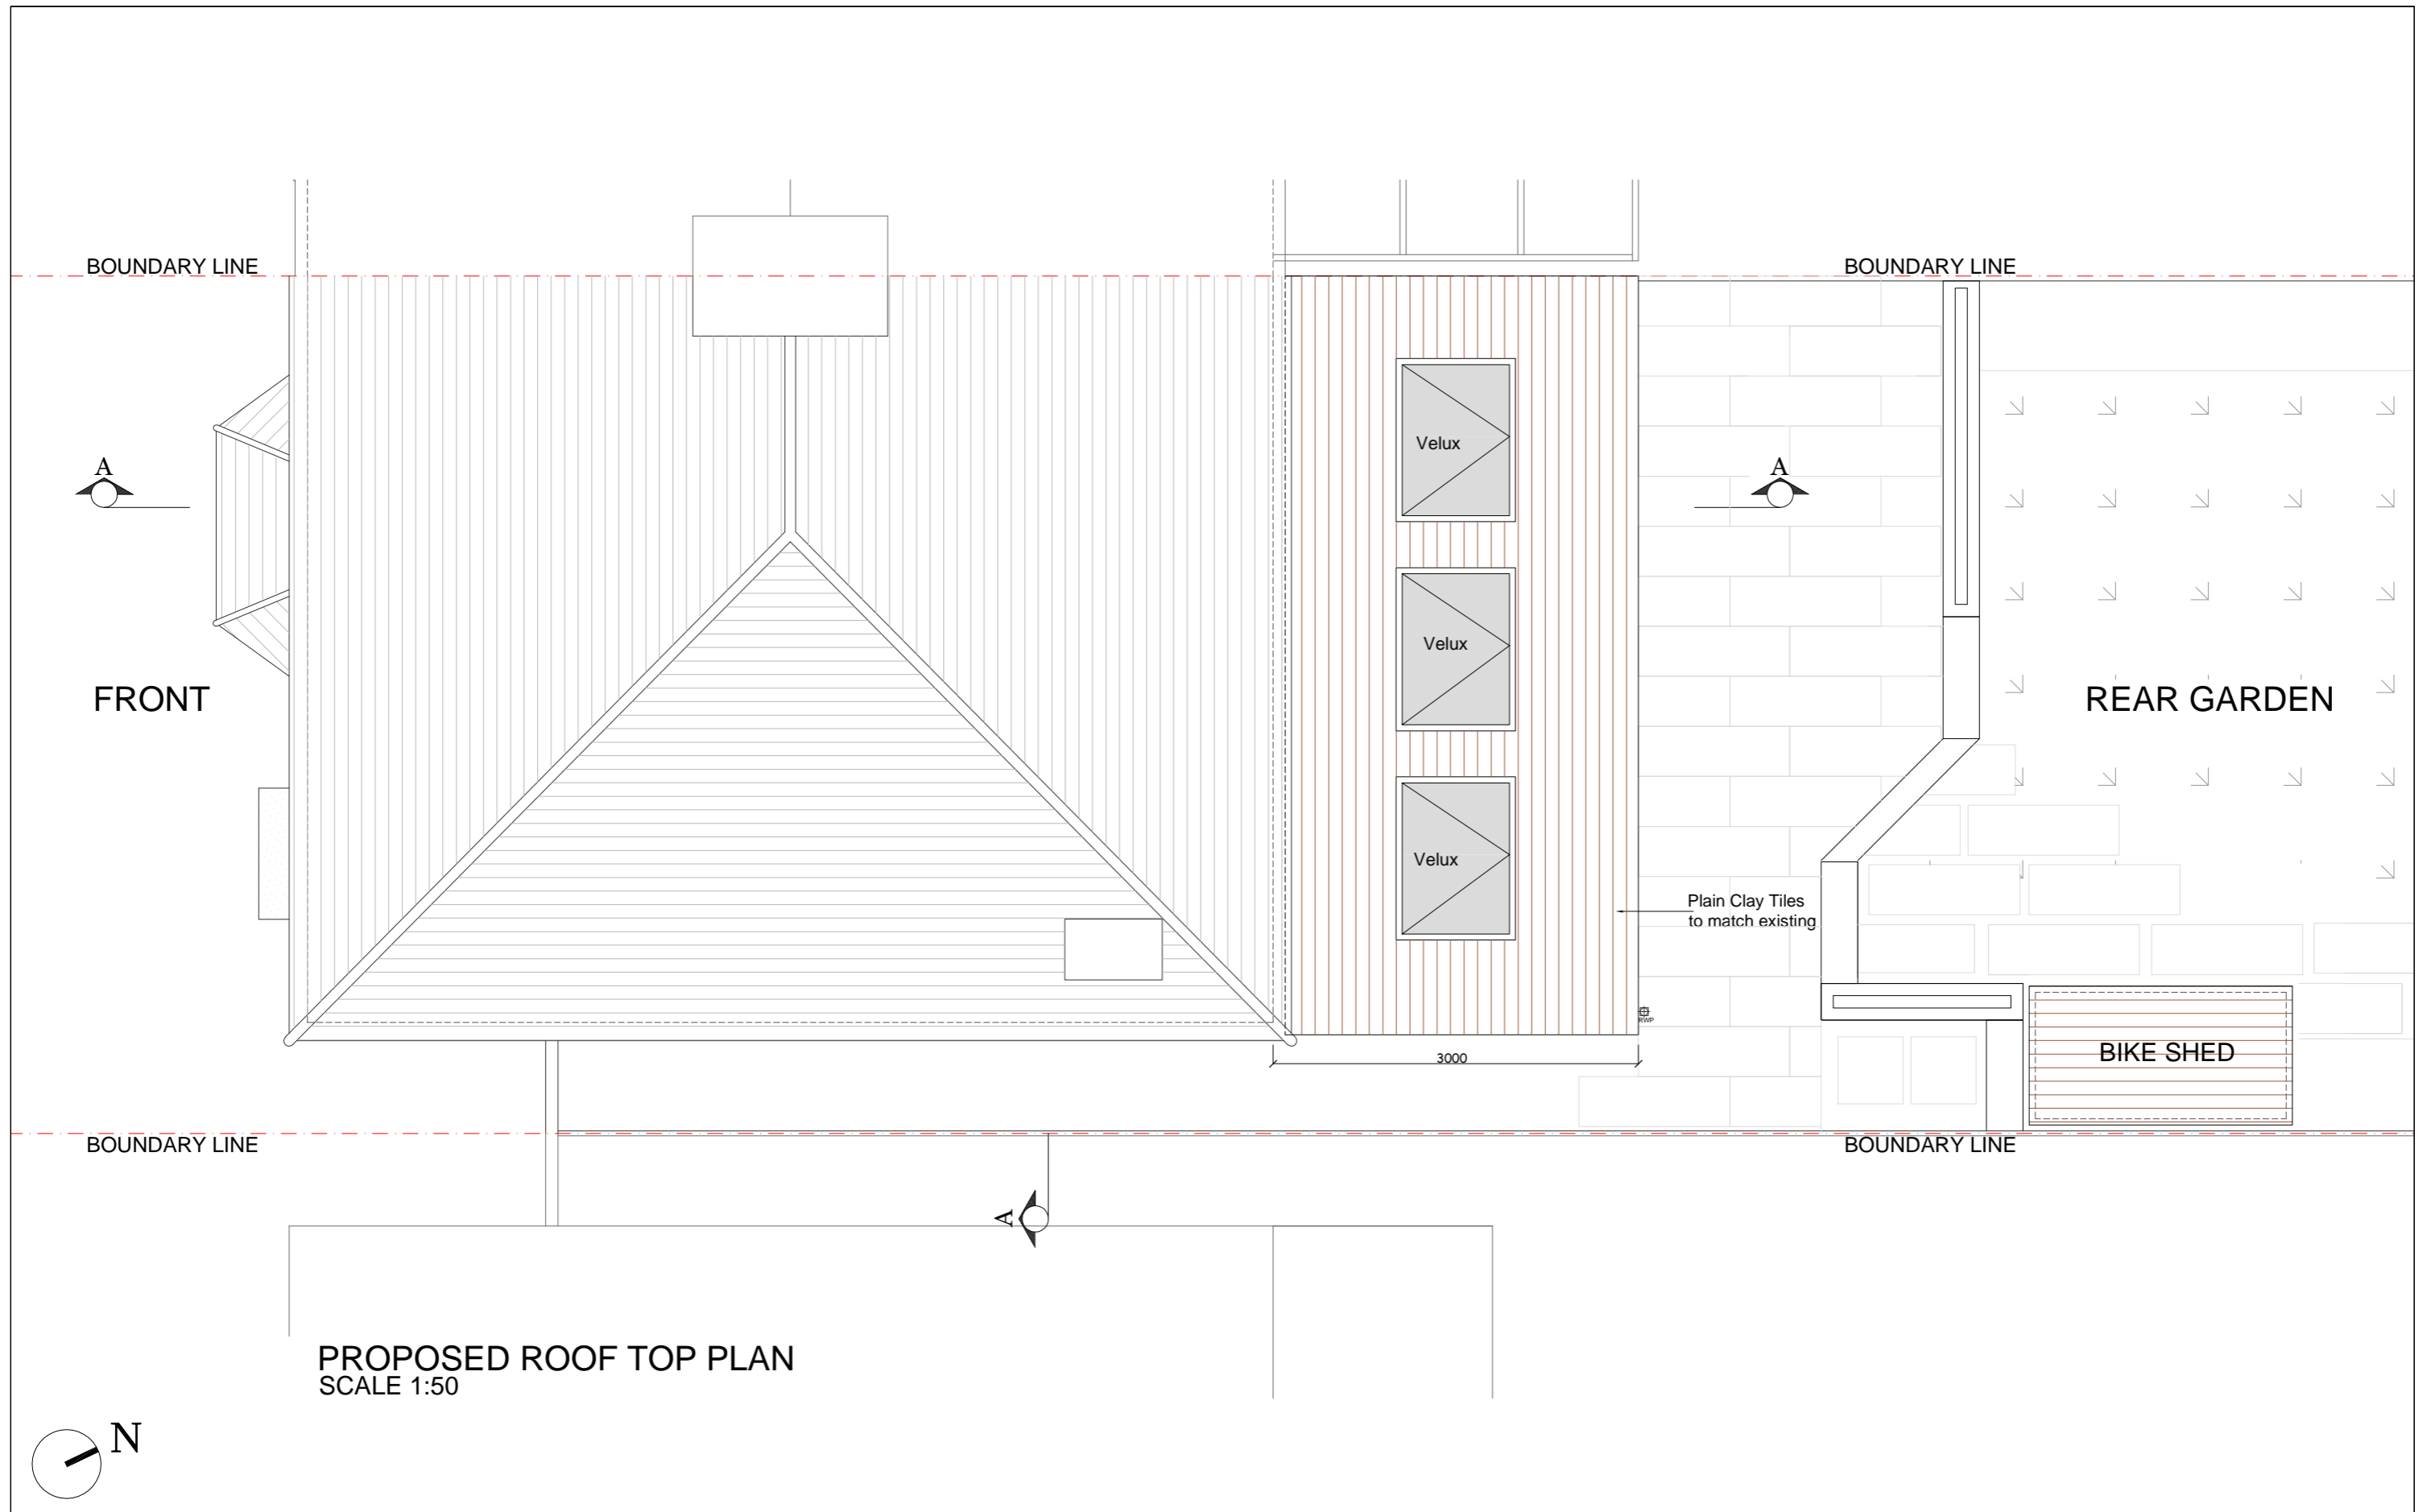 BOUNDARY LINE
BOUNDARY LINE
Velux
A
A
Velux
FRONT
REAR GARDEN
Velux
Plain Clay Tiles
to match existing
RWP
3000
BIKE SHED
BOUNDARY LINE
BOUNDARY LINE
A
PROPOSED ROOF TOP PLAN
SCALE 1:50
N